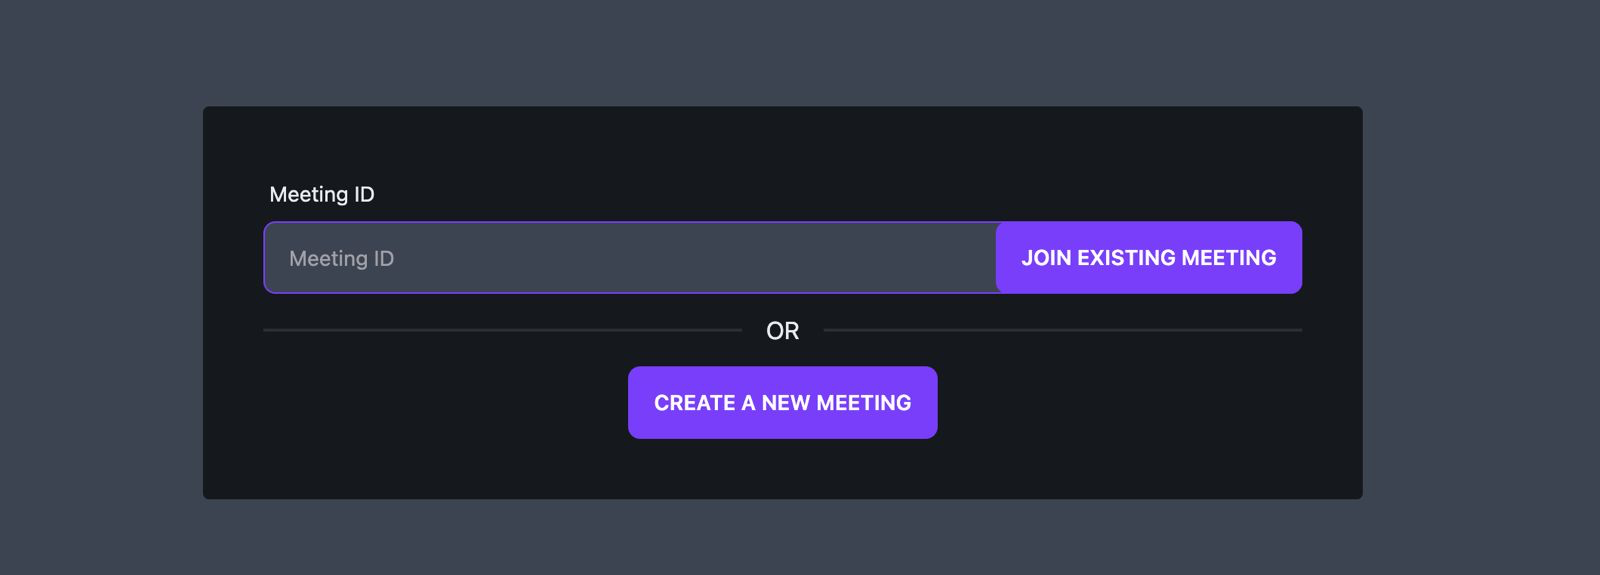 Meeting ID
Meeting ID JOIN EXISTING MEETING
OR
CREATE A NEW MEETING